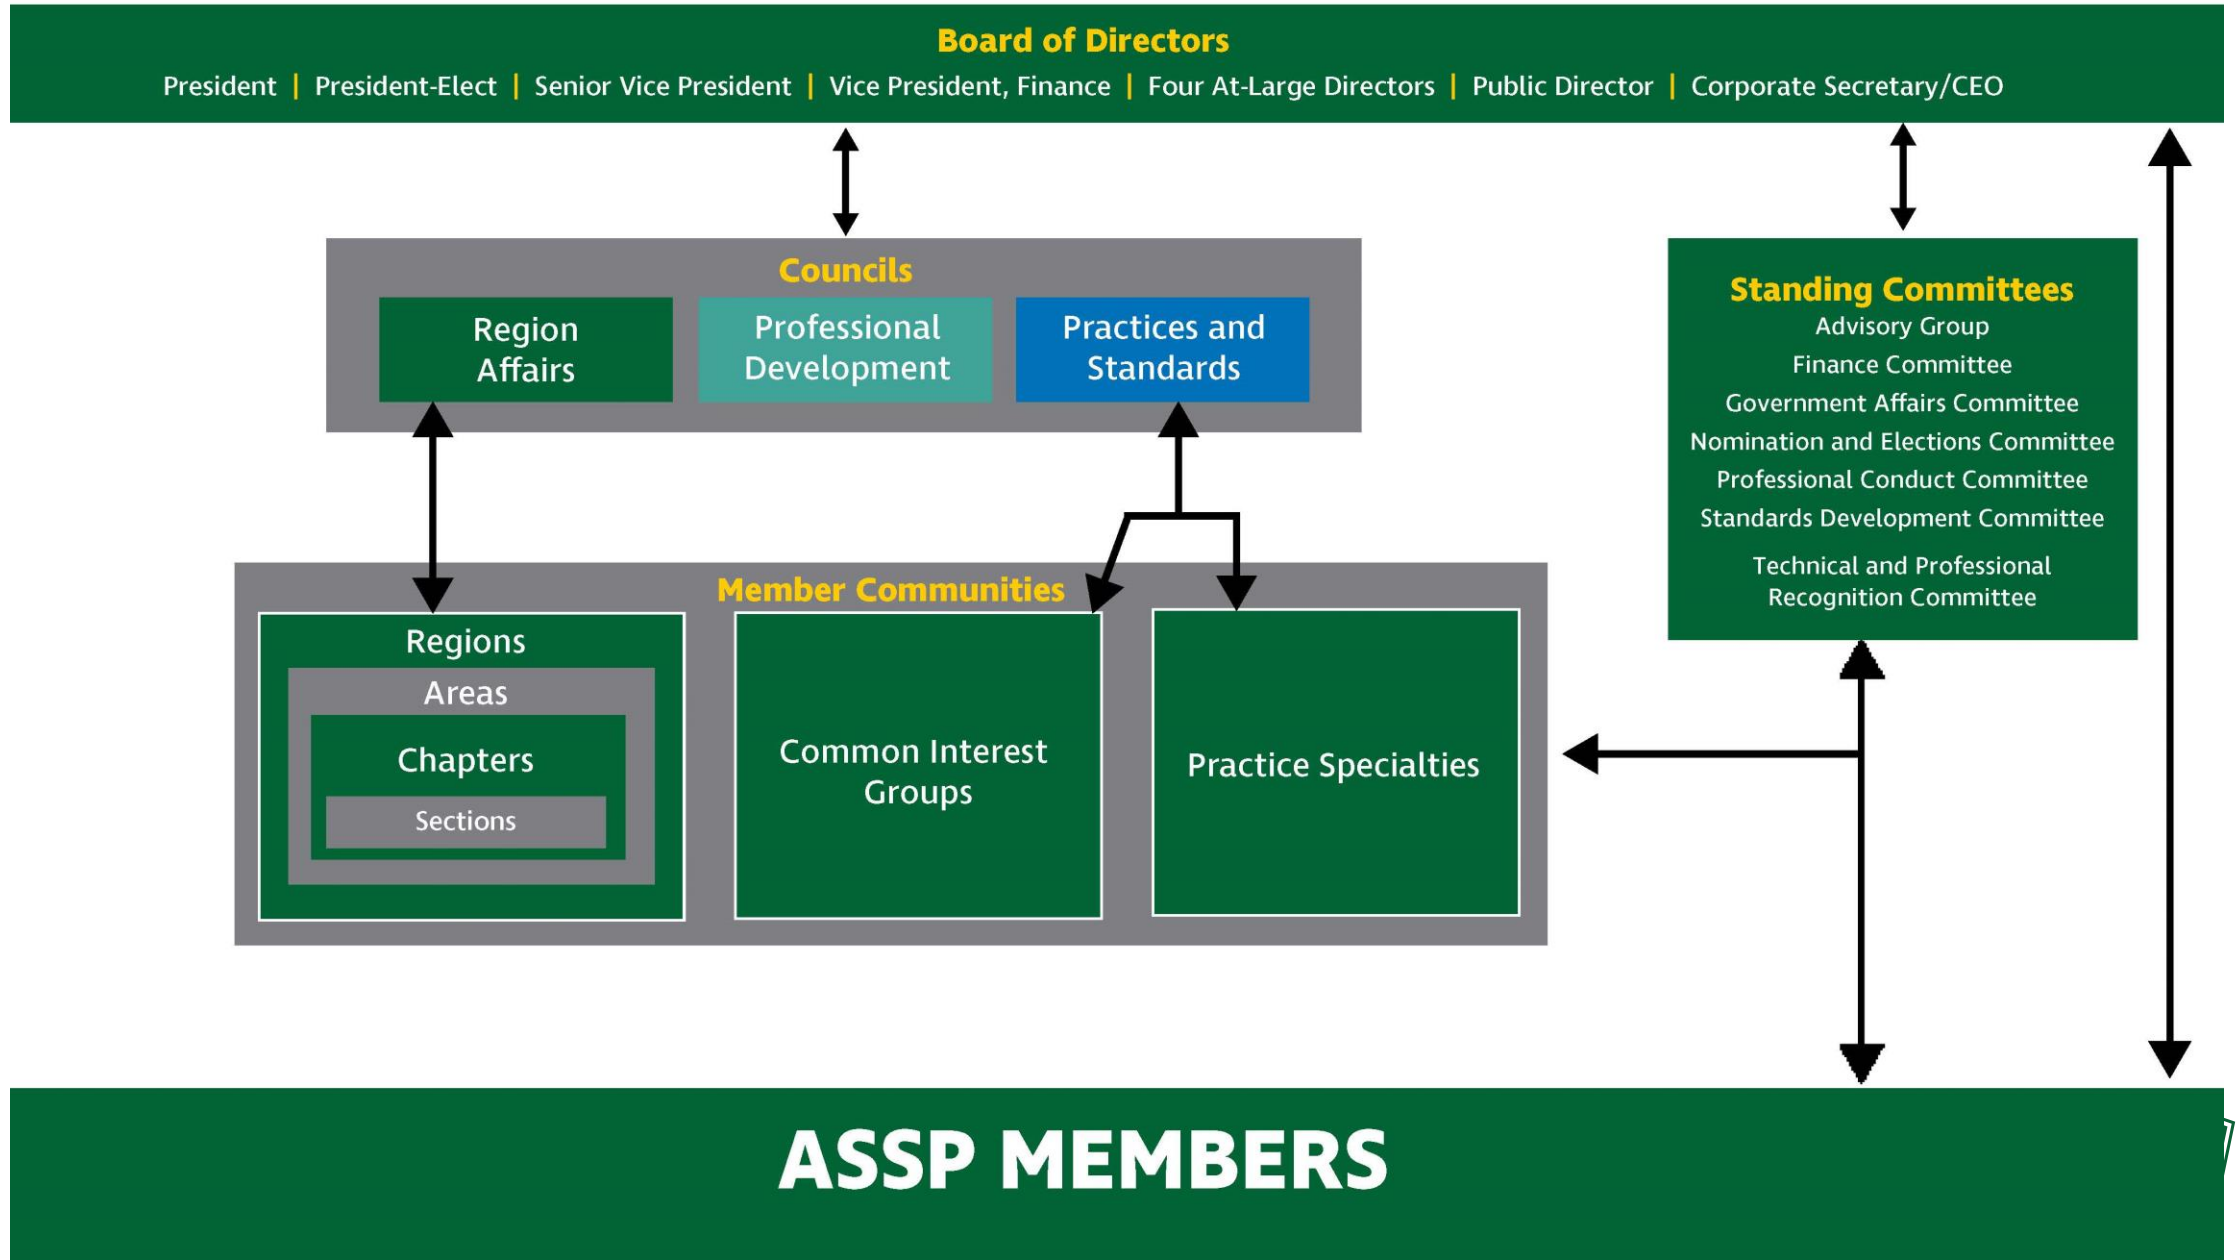 Board of Directors
President | President-Elect | Senior Vice President | Vice President, Finance | Four At-Large Directors | Public Director | Corporate Secretary/CEO
Councils
Region
Affairs
Professional
Development
Practices and
Standards
Standing Committees
Advisory Group
Finance Committee
Government Affairs Committee
Nomination and Elections Committee
Professional Conduct Committee
Standards Development Committee
Technical and Professional
Recognition Committee
Member Communities
Regions
Areas
Chapters
Sections
Common Interest
Groups
Practice Specialties
ASSP MEMBERS